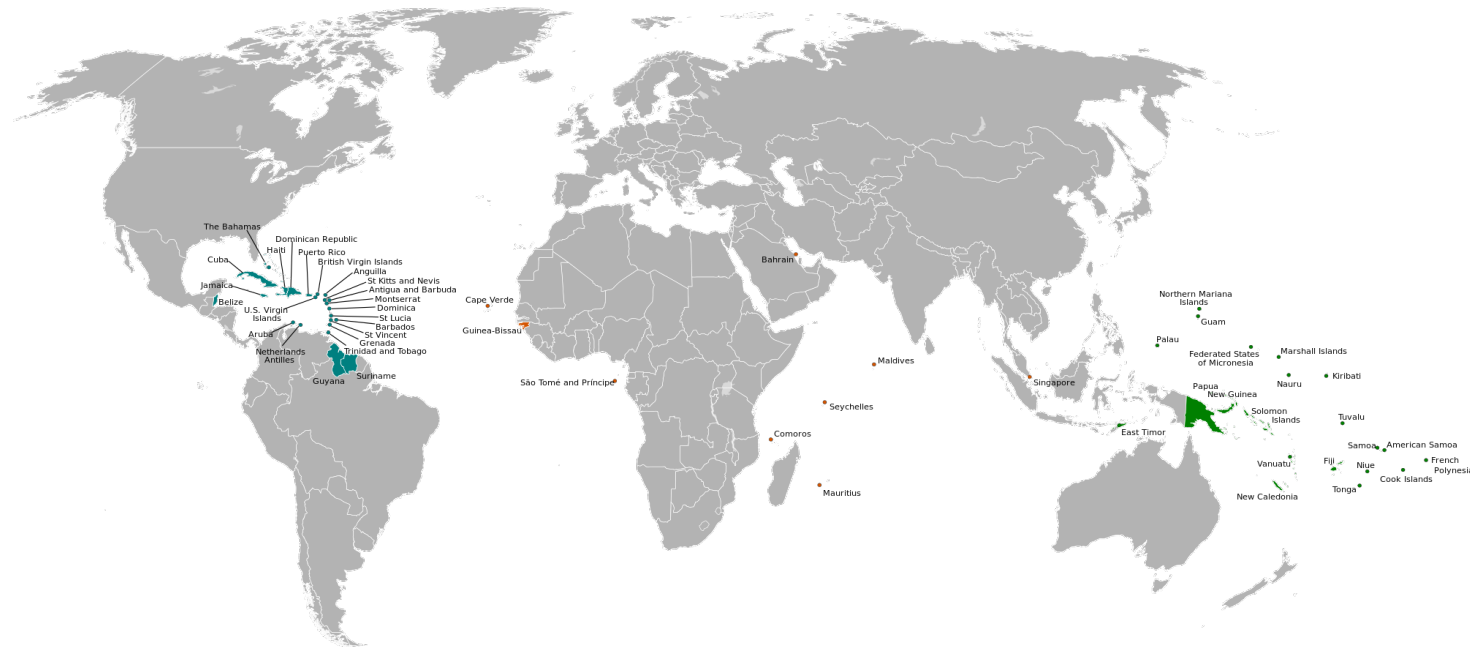 The Bahamas
Dominican Republic
Haiti
Puerto Rico
Cuba
British Virgin Islands
Anguilla
St Kitts and Nevis
Jamaica
Antigua and Barbuda
Belize
Montserrat
U.S. Virgin
Islands
Dominica
St Lucia
Barbados
Aruba
St Vincent
Grenada
Netherlands
Antilles
Trinidad and Tobago
Guyana
Suriname
Cape Verde
Guinea-Bissau
São Tomé and Príncipe
Bahrain
Maldives
Seychelles
Comoros
Mauritius
Singapore
Northern Mariana
Islands
Guam
Palau
Federated States
of Micronesia
Marshall Islands
Nauru
Kiribati
Papua
New Guinea
Solomon
Islands
East Timor
Tuvalu
Samoa
American Samoa
Vanuatu
Fiji
Niue
French
Polynesia
Cook Islands
Tonga
New Caledonia